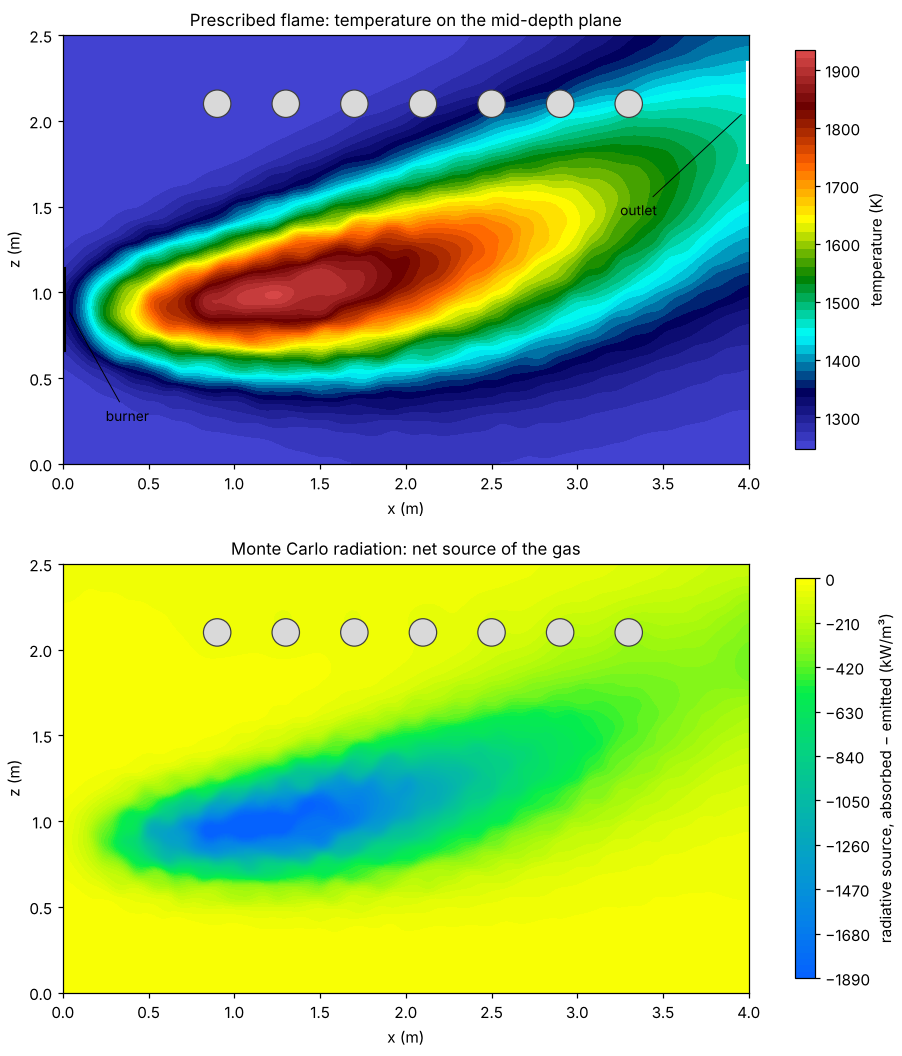 Prescribed flame: temperature on the mid-depth plane
2.5
2.0
1.5
1.0
0.5
0.0
z (m)
burner
outlet
0.0 0.5 1.0 1.5 2.0 2.5 3.0 3.5 4.0
x (m)
1900
1800
1700
1600
1500
1400
1300
temperature (K)
Monte Carlo radiation: net source of the gas
2.5
2.0
1.5
1.0
0.5
0.0
z (m)
0.0 0.5 1.0 1.5 2.0 2.5 3.0 3.5 4.0
x (m)
0
−210
−420
−630
−840
−1050
−1260
−1470
−1680
−1890
radiative source, absorbed − emitted (kW/m³)